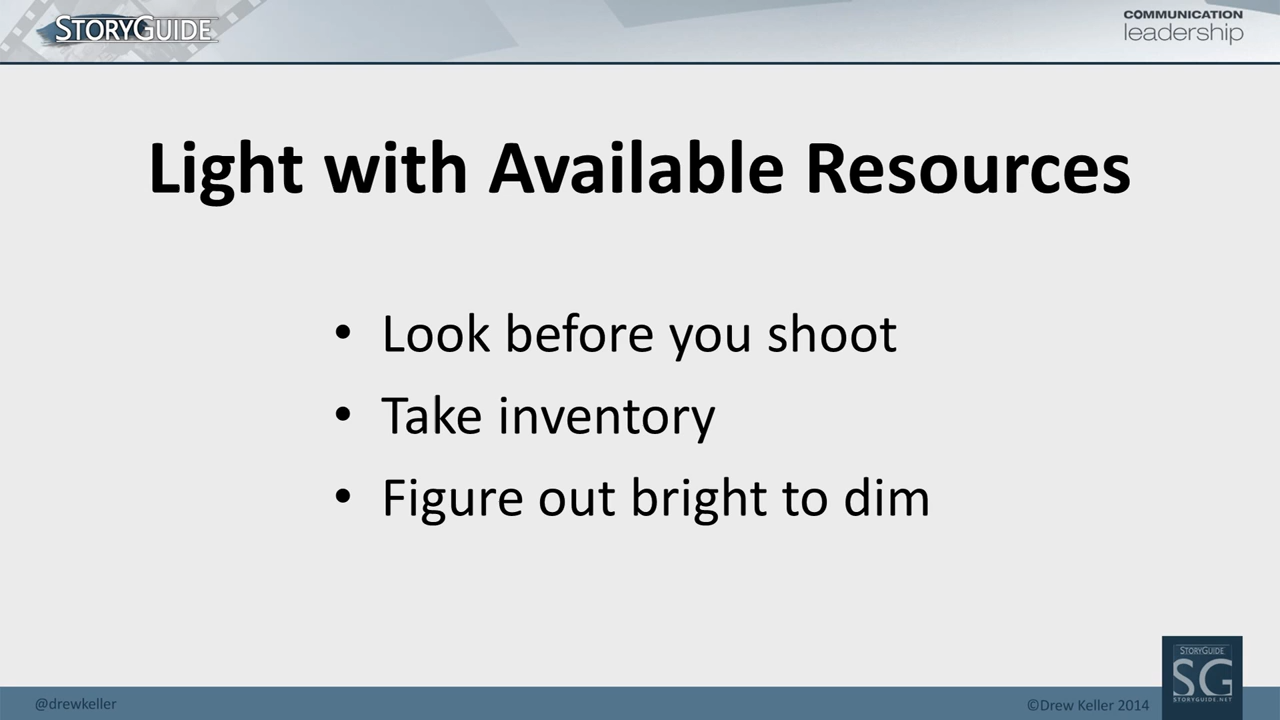 STORYGUIDE
COMMUNICATION
leadership
Light with Available Resources
• Look before you shoot
• Take inventory
• Figure out bright to dim
STORYGUIDE
SG
STORYGUIDE.NET
@drewkeller
©Drew Keller 2014